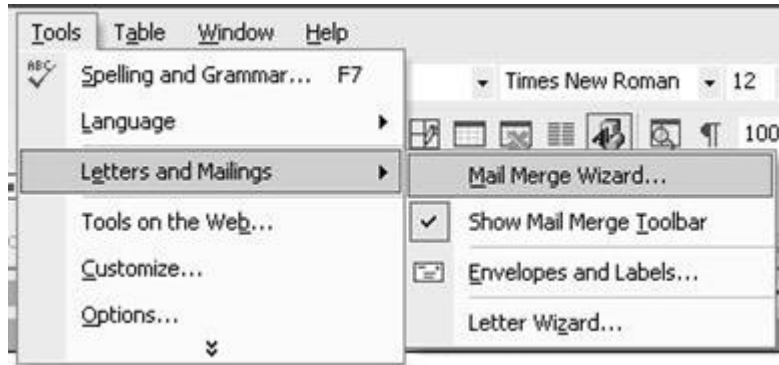 Tools Table Window Help
ABC
Spelling and Grammar... F7
Times New Roman 12
Language
100
Letters and Mailings
Mail Merge Wizard...
Tools on the Web...
Show Mail Merge Toolbar
Customize...
Envelopes and Labels...
Options...
Letter Wizard...